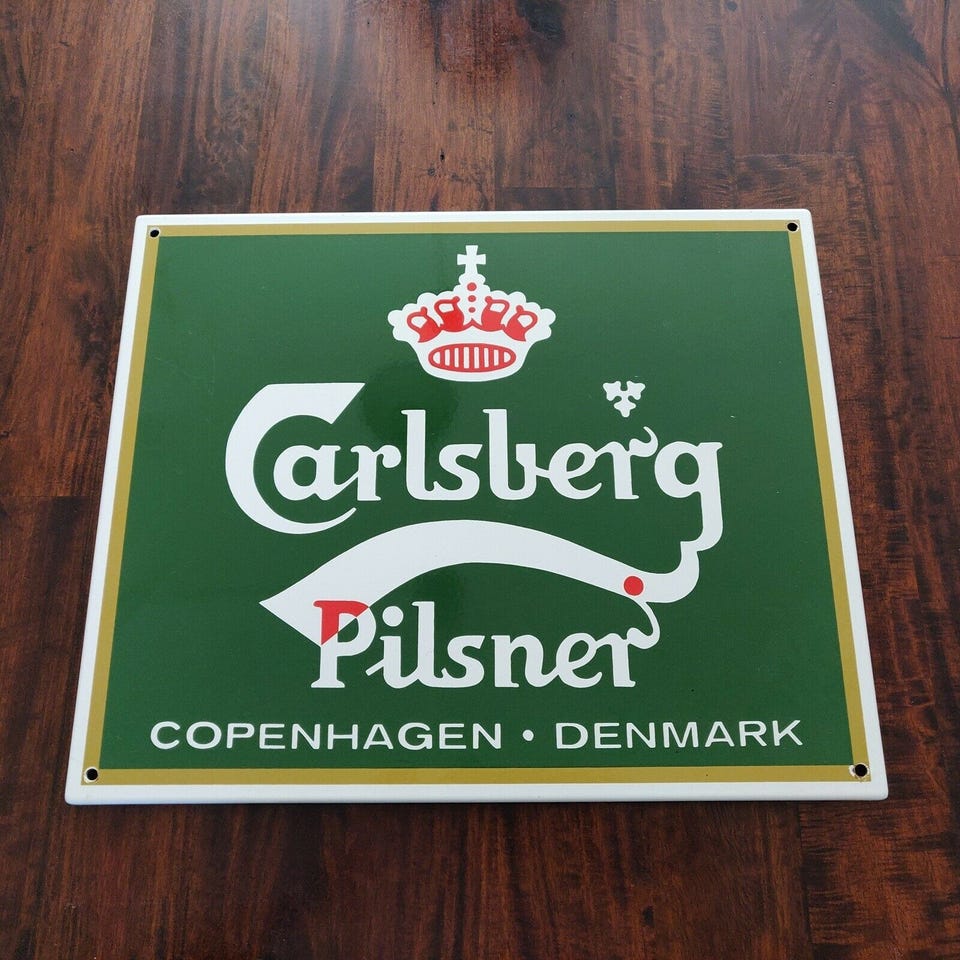 Carlsberg
Pilsner
COPENHAGEN • DENMARK